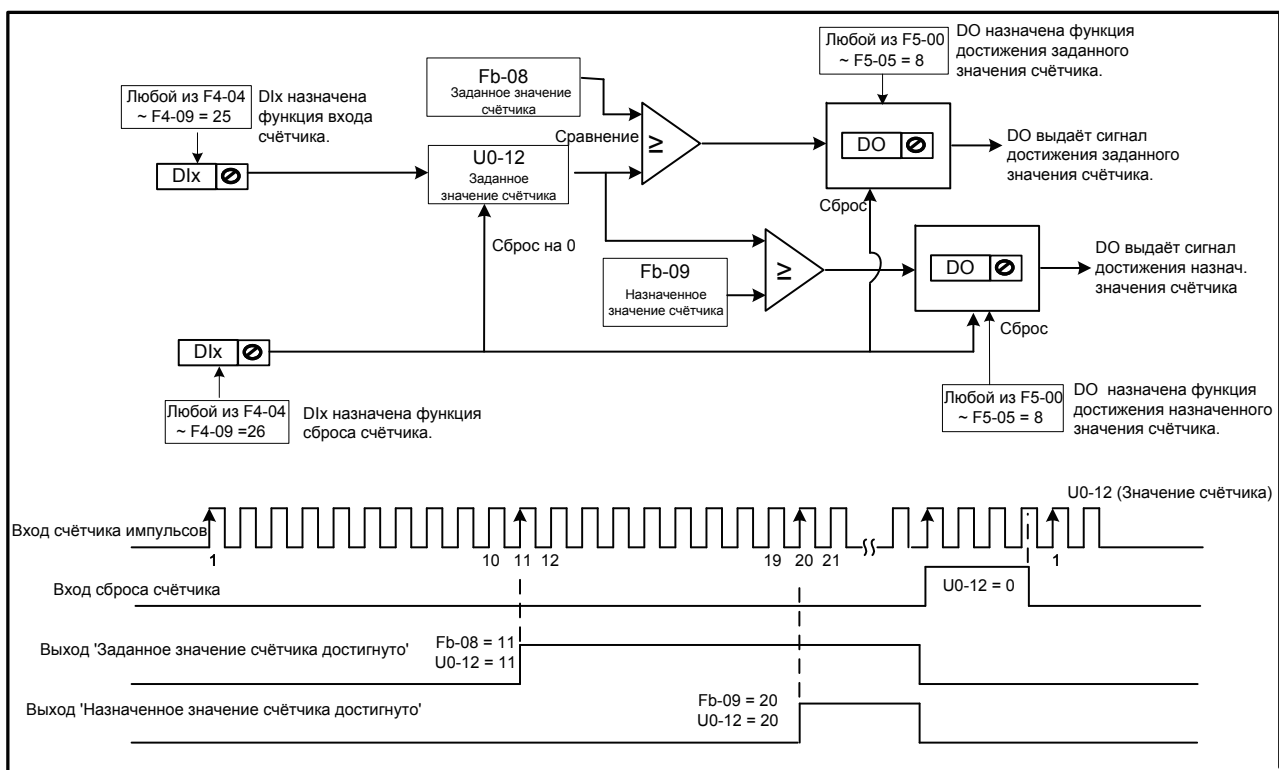 Любой из F4-04
~ F4-09 = 25
DIx назначена
функция входа
счётчика.
DIx
Fb-08
Заданное значение
счётчика
Сравнение
U0-12
Заданное
значение счётчика
≥
Любой из F5-00
~ F5-05 = 8
DO назначена функция
достижения заданного
значения счётчика.
DO
DO выдаёт сигнал
достижения заданного
значения счётчика.
Сброс
Сброс на 0
Fb-09
Назначенное
значение счётчика
≥
DO
DO выдаёт сигнал
достижения назнач.
значения счётчика
Сброс
DIx
Любой из F4-04
~ F4-09 =26
DIx назначена функция
сброса счётчика.
Любой из F5-00
~ F5-05 = 8
DO назначена функция
достижения назначенного
значения счётчика.
U0-12 (Значение счётчика)
Вход счётчика импульсов
1 10 11 12 19 20 21 1
Вход сброса счётчика
U0-12 = 0
Выход 'Заданное значение счётчика достигнуто'
Fb-08 = 11
U0-12 = 11
Выход 'Назначенное значение счётчика достигнуто'
Fb-09 = 20
U0-12 = 20